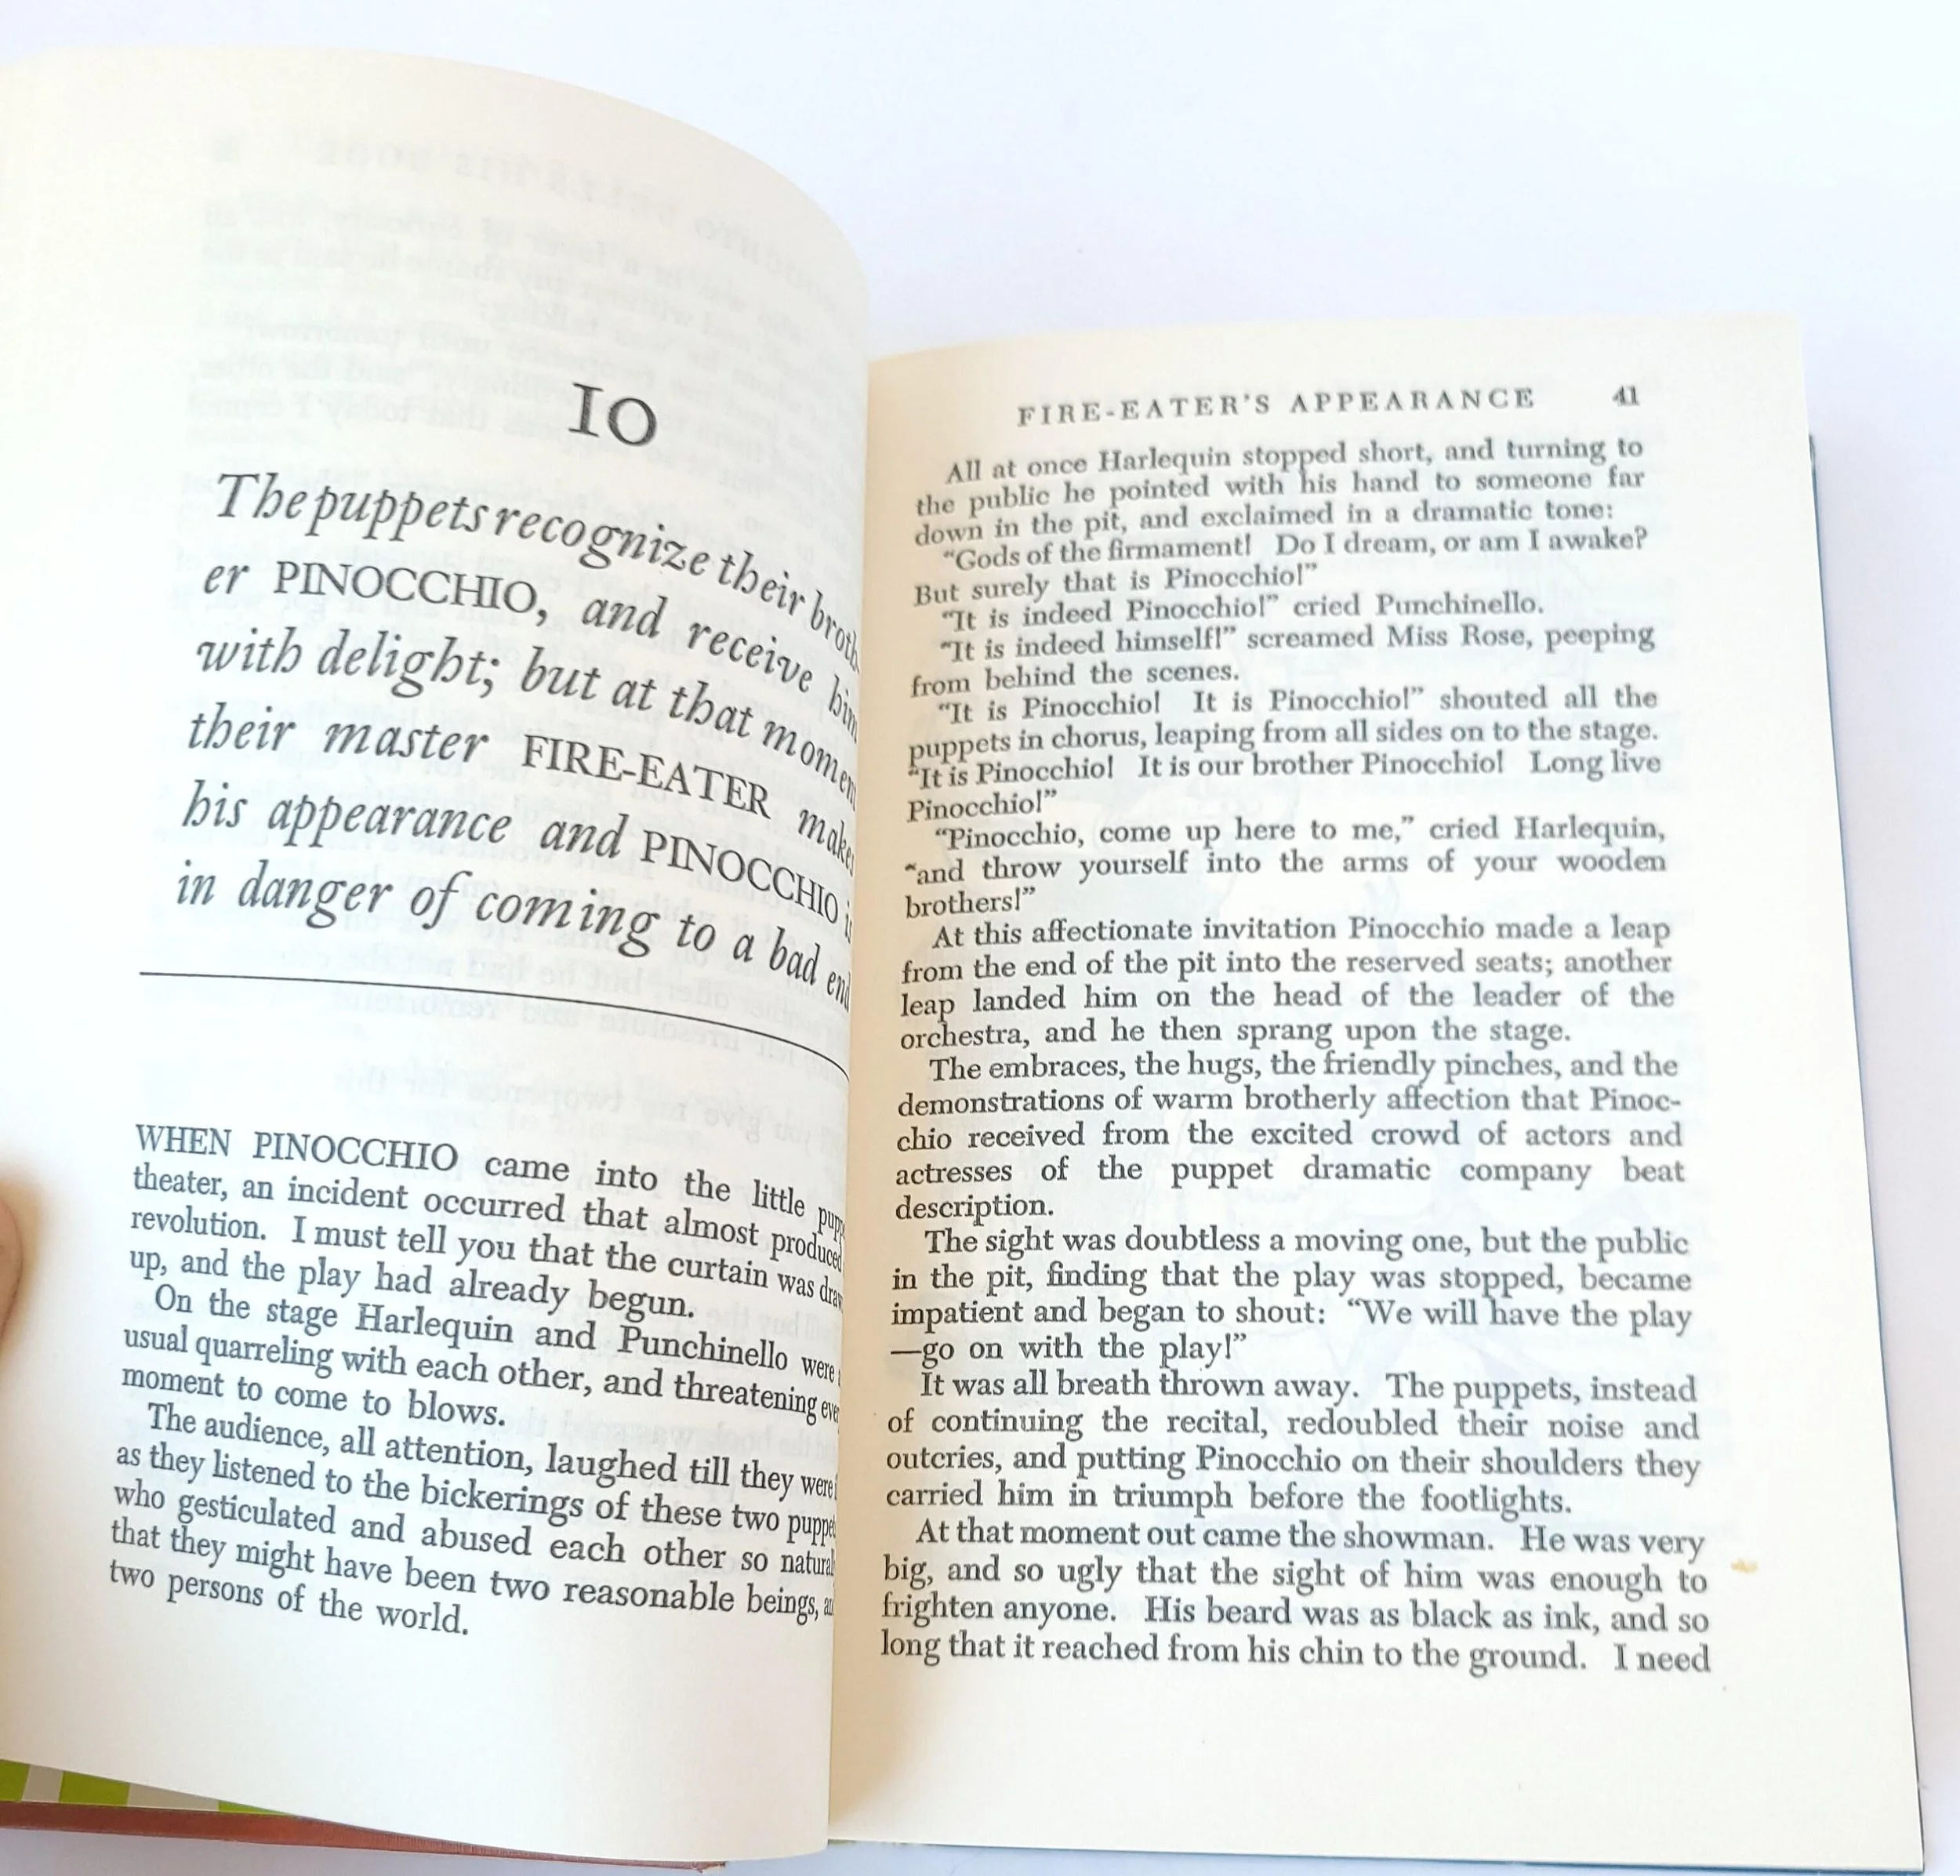 10
The puppets recognize their broth
er PINOCCHIO, and receive him
with delight; but at that moment
their master FIRE-EATER makes
his appearance and PINOCCHIO
in danger of coming to a bad end
WHEN PINOCCHIO came into the little
theater, an incident occurred that almost produced
revolution. I must tell you that the curtain was
up, and the play had already begun.
On the stage Harlequin and Punchinello were
usual quarreling with each other, and threatening
moment to come to blows.
The audience, all attention, laughed till they were
as they listened to the bickerings of these two
who gesticulated and abused each other so
that they might have been two reasonable beings,
two persons of the world.
FIRE-EATER'S APPEARANCE 41
All at once Harlequin stopped short, and turning to
the public he pointed with his hand to someone far
down in the pit, and exclaimed in a dramatic tone:
“Gods of the firmament! Do I dream, or am I awake?
But surely that is Pinocchio!”
“It is indeed Pinocchio!” cried Punchinello.
“It is indeed himself!” screamed Miss Rose, peeping
from behind the scenes.
“It is Pinocchio! It is Pinocchio!” shouted all the
puppets in chorus, leaping from all sides on to the stage.
“It is Pinocchio! It is our brother Pinocchio! Long live
Pinocchio!”
“Pinocchio, come up here to me,” cried Harlequin,
“and throw yourself into the arms of your wooden
brothers!”
At this affectionate invitation Pinocchio made a leap
from the end of the pit into the reserved seats; another
leap landed him on the head of the leader of the
orchestra, and he then sprang upon the stage.
The embraces, the hugs, the friendly pinches, and the
demonstrations of warm brotherly affection that Pinoc-
chio received from the excited crowd of actors and
actresses of the puppet dramatic company beat
description.
The sight was doubtless a moving one, but the public
in the pit, finding that the play was stopped, became
impatient and began to shout: “We will have the play
—go on with the play!”
It was all breath thrown away. The puppets, instead
of continuing the recital, redoubled their noise and
outcries, and putting Pinocchio on their shoulders they
carried him in triumph before the footlights.
At that moment out came the showman. He was very
big, and so ugly that the sight of him was enough to
frighten anyone. His beard was as black as ink, and so
long that it reached from his chin to the ground. I need